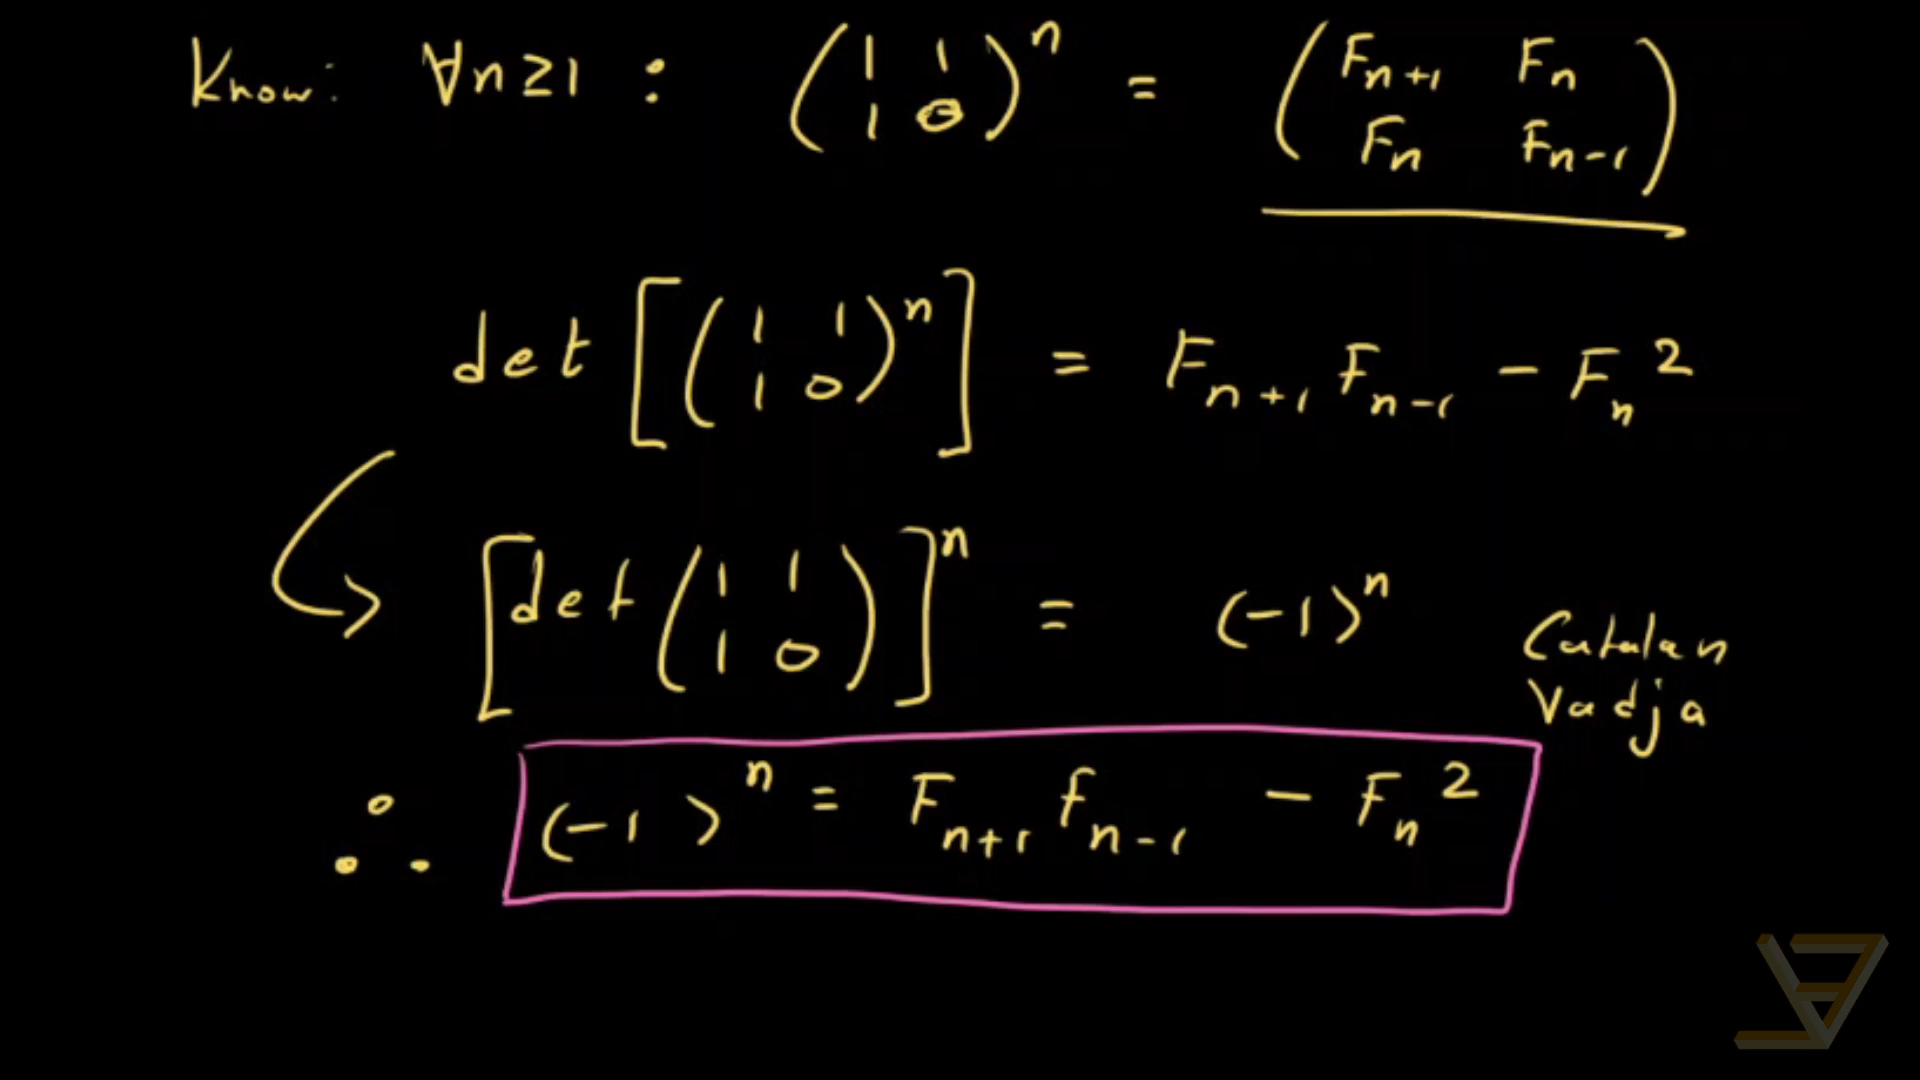 Know: ∀n≥1 : (1 1 / 1 0)^n = (F_{n+1} F_n / F_n F_{n-1})
det[(1 1 / 1 0)^n] = F_{n+1} F_{n-1} - F_n^2
[det(1 1 / 1 0)]^n = (-1)^n
Catalan
Vadja
∴ (-1)^n = F_{n+1} F_{n-1} - F_n^2